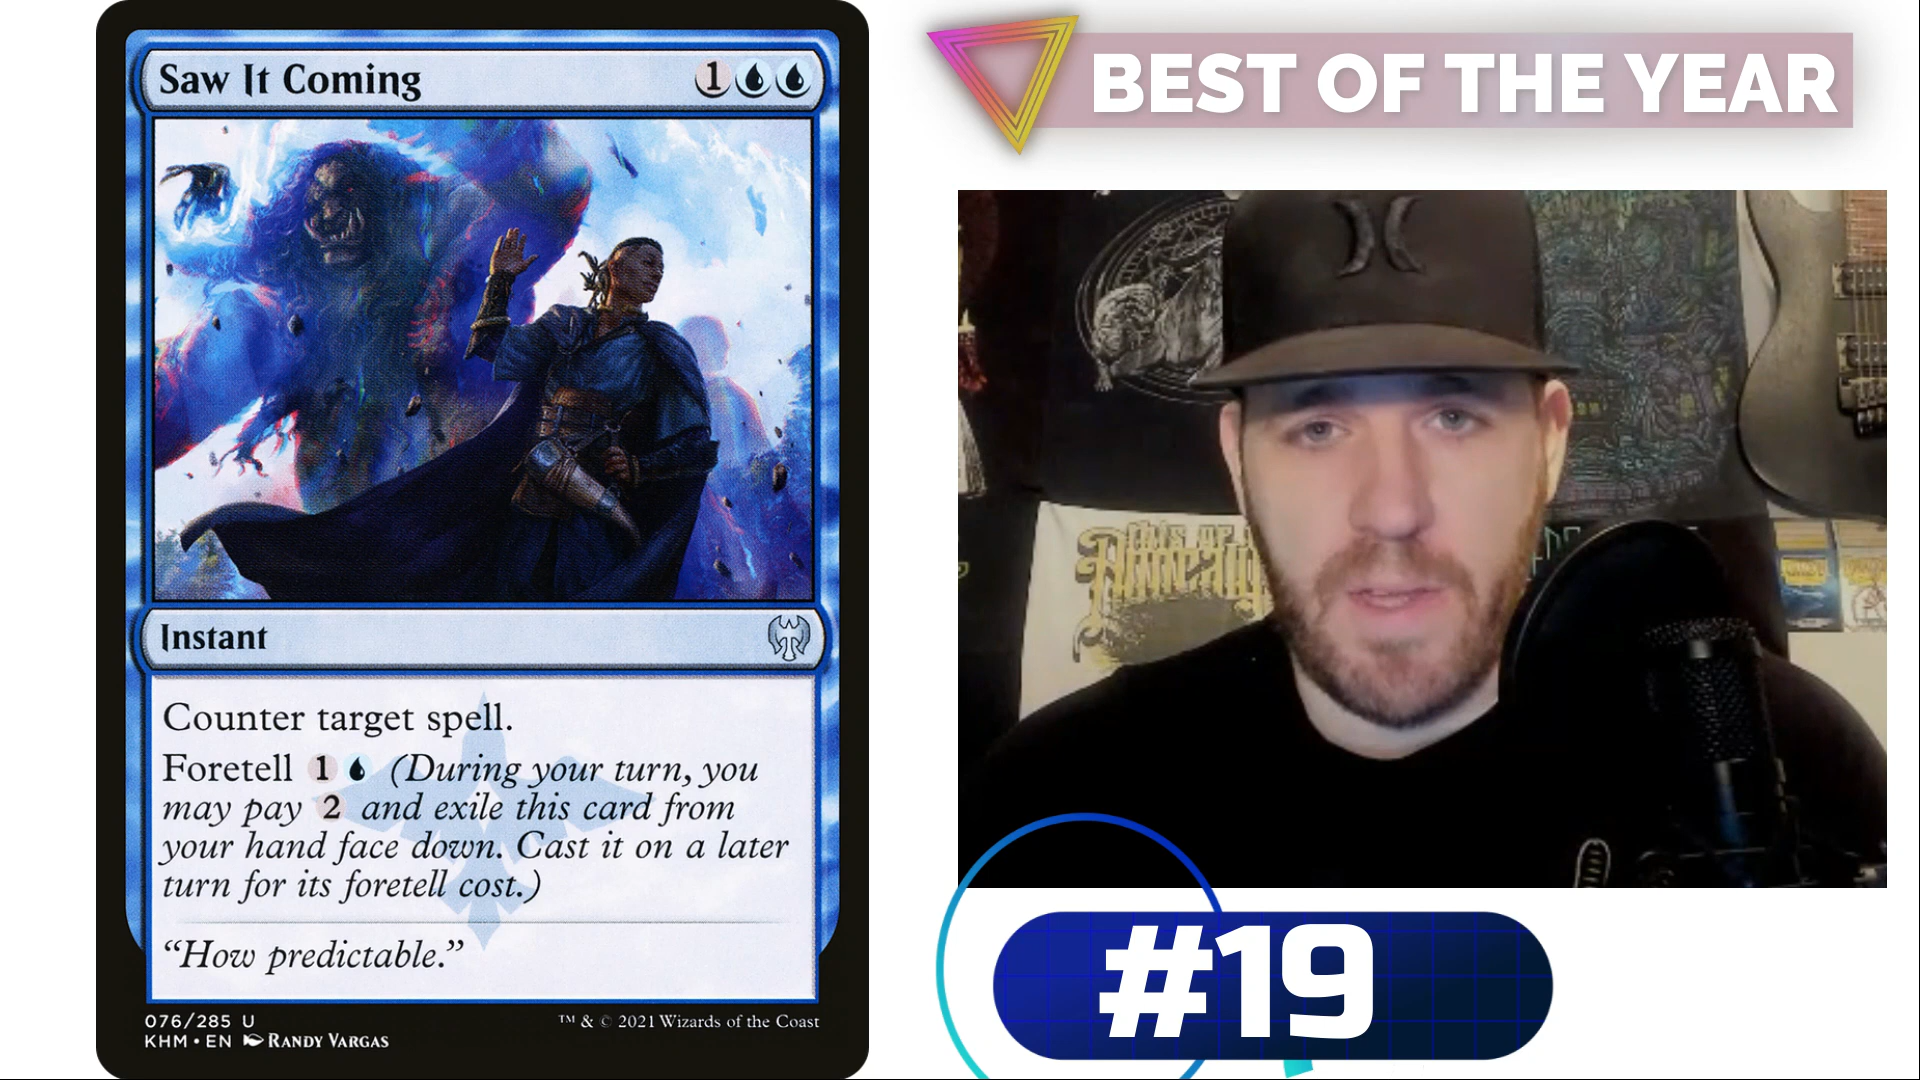 Saw It Coming 1
Instant
Counter target spell.
Foretell 1 (During your turn, you
may pay 2 and exile this card from
your hand face down. Cast it on a later
turn for its foretell cost.)
“How predictable.”
076/285 U
KHM • EN RANDY VARGAS
™ & © 2021 Wizards of the Coast
BEST OF THE YEAR
#19